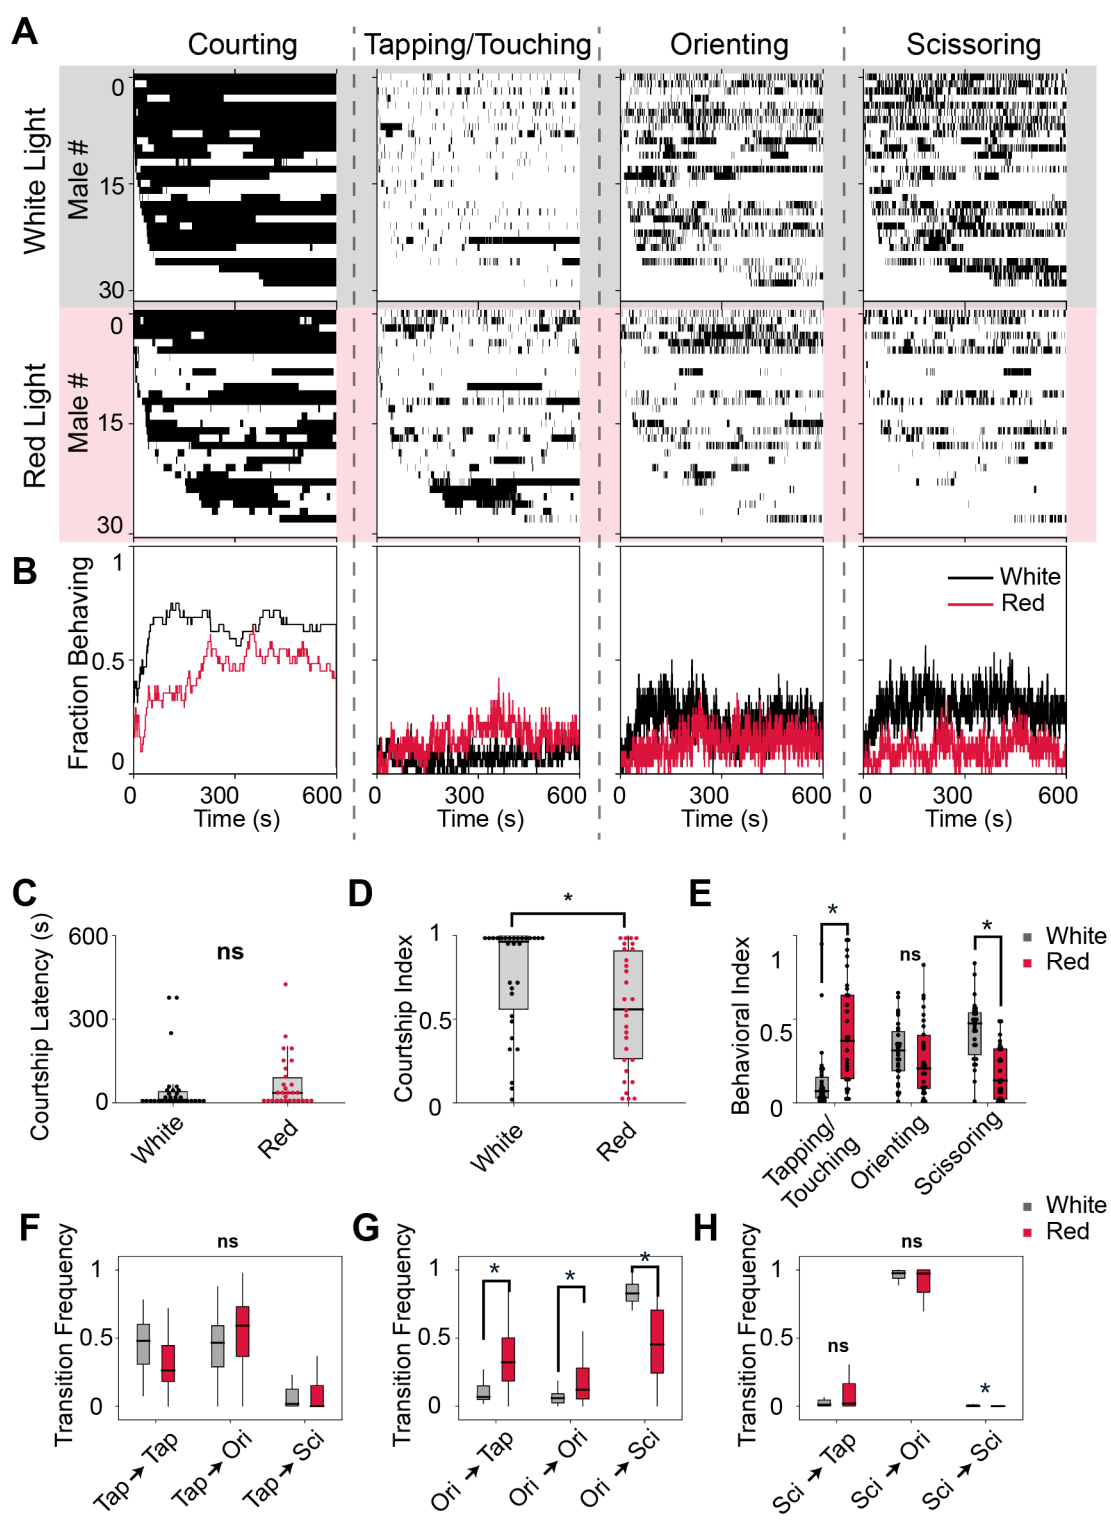 A
Courting
Tapping/Touching
Orienting
Scissoring
White Light
Male #
0
15
30
Red Light
Male #
0
15
30
B
Fraction Behaving
1
0.5
0
White
Red
0 300 600
0 300 600
0 300 600
0 300 600
Time (s)
Time (s)
Time (s)
Time (s)
C
Courtship Latency (s)
600
300
0
ns
White
Red
D
Courtship Index
1
0.5
0
*
White
Red
E
Behavioral Index
1
0.5
0
*
ns
*
White
Red
Tapping/
Touching
Orienting
Scissoring
F
Transition Frequency
1
0.5
0
ns
Tap → Tap
Tap → Ori
Tap → Sci
G
Transition Frequency
1
0.5
0
*
*
*
Ori → Tap
Ori → Ori
Ori → Sci
H
Transition Frequency
1
0.5
0
ns
ns
*
White
Red
Sci → Tap
Sci → Ori
Sci → Sci